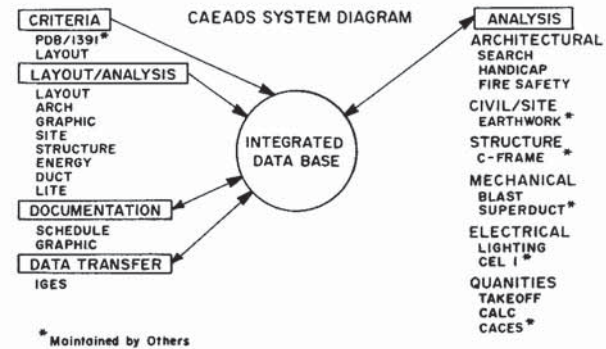 CAEADS SYSTEM DIAGRAM
CRITERIA
PDB/1391*
LAYOUT
LAYOUT/ANALYSIS
LAYOUT
ARCH
GRAPHIC
SITE
STRUCTURE
ENERGY
DUCT
LITE
DOCUMENTATION
SCHEDULE
GRAPHIC
DATA TRANSFER
IGES
INTEGRATED
DATA BASE
ANALYSIS
ARCHITECTURAL
SEARCH
HANDICAP
FIRE SAFETY
CIVIL/SITE
EARTHWORK*
STRUCTURE
C-FRAME*
MECHANICAL
BLAST
SUPERDUCT*
ELECTRICAL
LIGHTING
CEL I*
QUANITIES
TAKEOFF
CALC
CACES*
*Maintained by Others